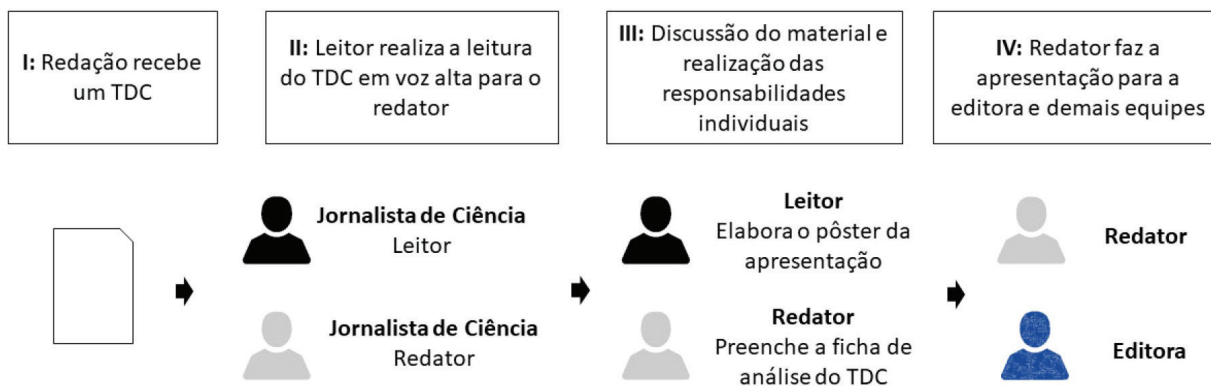 I: Redação recebe
um TDC
II: Leitor realiza a leitura
do TDC em voz alta para o
redator
III: Discussão do material e
realização das
responsabilidades
individuais
IV: Redator faz a
apresentação para a
editora e demais equipes
Jornalista de Ciência
Leitor
Jornalista de Ciência
Redator
Leitor
Elabora o pôster da
apresentação
Redator
Preenche a ficha de
análise do TDC
Redator
Editora